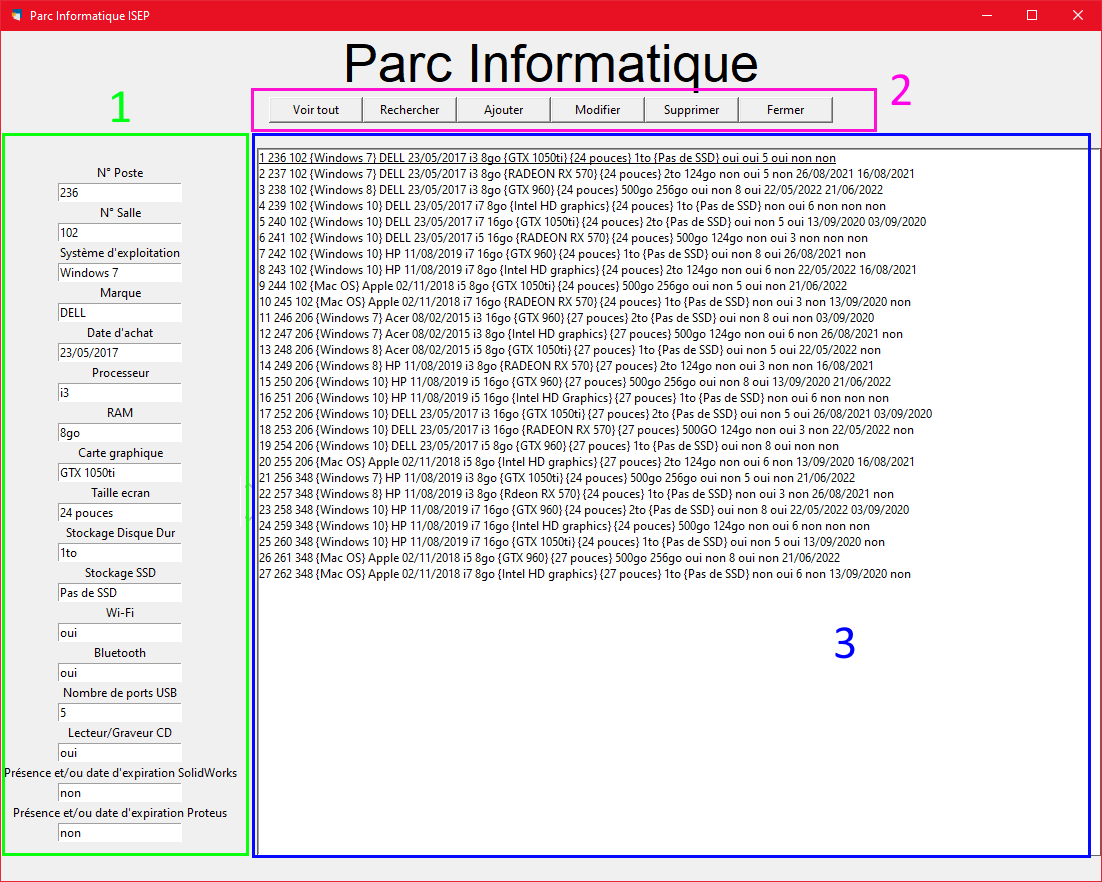 Parc Informatique ISEP
Parc Informatique
1
2
Voir tout Rechercher Ajouter Modifier Supprimer Fermer
N° Poste
236
N° Salle
102
Système d'exploitation
Windows 7
Marque
DELL
Date d'achat
23/05/2017
Processeur
i3
RAM
8go
Carte graphique
GTX 1050ti
Taille ecran
24 pouces
Stockage Disque Dur
1to
Stockage SSD
Pas de SSD
Wi-Fi
oui
Bluetooth
oui
Nombre de ports USB
5
Lecteur/Graveur CD
oui
Présence et/ou date d'expiration SolidWorks
non
Présence et/ou date d'expiration Proteus
non
1 236 102 {Windows 7} DELL 23/05/2017 i3 8go {GTX 1050ti} {24 pouces} 1to {Pas de SSD} oui oui 5 oui non non
2 237 102 {Windows 7} DELL 23/05/2017 i3 8go {RADEON RX 570} {24 pouces} 2to 124go non oui 5 non 26/08/2021 16/08/2021
3 238 102 {Windows 8} DELL 23/05/2017 i3 8go {GTX 960} {24 pouces} 500go 256go oui non 8 oui 22/05/2022 21/06/2022
4 239 102 {Windows 10} DELL 23/05/2017 i7 8go {Intel HD graphics} {24 pouces} 1to {Pas de SSD} non oui 6 non non non
5 240 102 {Windows 10} DELL 23/05/2017 i7 16go {GTX 1050ti} {24 pouces} 2to {Pas de SSD} oui non 5 oui 13/09/2020 03/09/2020
6 241 102 {Windows 10} DELL 23/05/2017 i5 16go {RADEON RX 570} {24 pouces} 500go 124go non oui 3 non non non
7 242 102 {Windows 10} HP 11/08/2019 i7 16go {GTX 960} {24 pouces} 1to {Pas de SSD} oui non 8 oui 26/08/2021 non
8 243 102 {Windows 10} HP 11/08/2019 i7 8go {Intel HD graphics} {24 pouces} 2to 124go non oui 6 non 22/05/2022 16/08/2021
9 244 102 {Mac OS} Apple 02/11/2018 i5 8go {GTX 1050ti} {24 pouces} 500go 256go oui non 5 oui non 21/06/2022
10 245 102 {Mac OS} Apple 02/11/2018 i7 16go {RADEON RX 570} {24 pouces} 1to {Pas de SSD} non oui 3 non 13/09/2020 non
11 246 206 {Windows 7} Acer 08/02/2015 i3 16go {GTX 960} {27 pouces} 2to {Pas de SSD} oui non 8 oui non 03/09/2020
12 247 206 {Windows 7} Acer 08/02/2015 i3 8go {Intel HD graphics} {27 pouces} 500go 124go non oui 6 non 26/08/2021 non
13 248 206 {Windows 8} Acer 08/02/2015 i5 8go {GTX 1050ti} {27 pouces} 1to {Pas de SSD} oui non 5 oui 22/05/2022 non
14 249 206 {Windows 8} HP 11/08/2019 i3 8go {RADEON RX 570} {27 pouces} 2to 124go non oui 3 non non 16/08/2021
15 250 206 {Windows 10} HP 11/08/2019 i5 16go {GTX 960} {27 pouces} 500go 256go oui non 8 oui 13/09/2020 21/06/2022
16 251 206 {Windows 10} HP 11/08/2019 i5 16go {Intel HD Graphics} {27 pouces} 1to {Pas de SSD} non oui 6 non non non
17 252 206 {Windows 10} DELL 23/05/2017 i3 16go {GTX 1050ti} {27 pouces} 2to {Pas de SSD} oui non 5 oui 26/08/2021 03/09/2020
18 253 206 {Windows 10} DELL 23/05/2017 i3 16go {RADEON RX 570} {27 pouces} 500GO 124go non oui 3 non 22/05/2022 non
19 254 206 {Windows 10} DELL 23/05/2017 i5 8go {GTX 960} {27 pouces} 1to {Pas de SSD} oui non 8 oui non non
20 255 206 {Mac OS} Apple 02/11/2018 i5 8go {Intel HD graphics} {27 pouces} 2to 124go non oui 6 non 13/09/2020 16/08/2021
21 256 348 {Windows 7} HP 11/08/2019 i3 8go {GTX 1050ti} {24 pouces} 500go 256go oui non 5 oui non 21/06/2022
22 257 348 {Windows 8} HP 11/08/2019 i3 8go {Rdeon RX 570} {24 pouces} 1to {Pas de SSD} non oui 3 non 26/08/2021 non
23 258 348 {Windows 10} HP 11/08/2019 i7 16go {GTX 960} {24 pouces} 2to {Pas de SSD} oui non 8 oui 22/05/2022 03/09/2020
24 259 348 {Windows 10} HP 11/08/2019 i7 16go {Intel HD graphics} {24 pouces} 500go 124go non oui 6 non non non
25 260 348 {Windows 10} HP 11/08/2019 i7 16go {GTX 1050ti} {24 pouces} 1to {Pas de SSD} oui non 5 oui 13/09/2020 non
26 261 348 {Mac OS} Apple 02/11/2018 i5 8go {GTX 960} {27 pouces} 500go 256go oui non 8 oui non 21/06/2022
27 262 348 {Mac OS} Apple 02/11/2018 i7 8go {Intel HD graphics} {27 pouces} 1to {Pas de SSD} non oui 6 non 13/09/2020 non
3